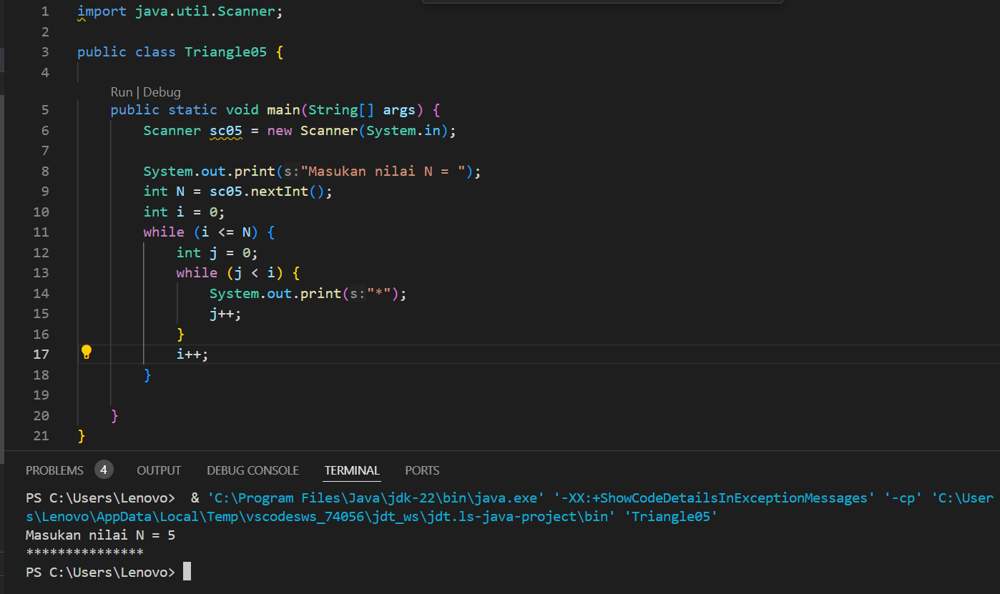 1 import java.util.Scanner;
2
3 public class Triangle05 {
4
Run | Debug
5 public static void main(String[] args) {
6 Scanner sc05 = new Scanner(System.in);
7
8 System.out.print(s:"Masukan nilai N = ");
9 int N = sc05.nextInt();
10 int i = 0;
11 while (i <= N) {
12 int j = 0;
13 while (j < i) {
14 System.out.print(s:"*");
15 j++;
16 }
17 i++;
18 }
19
20 }
21 }
PROBLEMS 4 OUTPUT DEBUG CONSOLE TERMINAL PORTS
PS C:\Users\Lenovo> & 'C:\Program Files\Java\jdk-22\bin\java.exe' '-XX:+ShowCodeDetailsInExceptionMessages' '-cp' 'C:\User
s\Lenovo\AppData\Local\Temp\vscodesws_74056\jdt_ws\jdt.ls-java-project\bin' 'Triangle05'
Masukan nilai N = 5
***************
PS C:\Users\Lenovo>